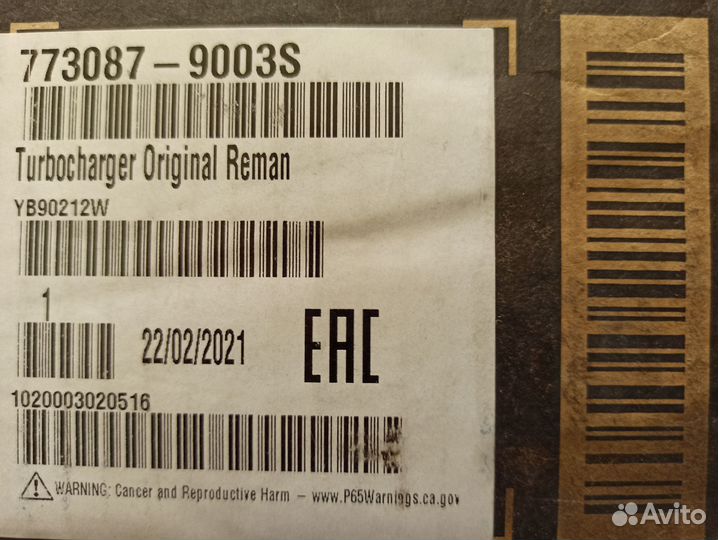 773087-9003S
Turbocharger Original Reman
YB90212W
1
22/02/2021
EAC
1020003020516
WARNING: Cancer and Reproductive Harm - www.P65Warnings.ca.gov
Avito